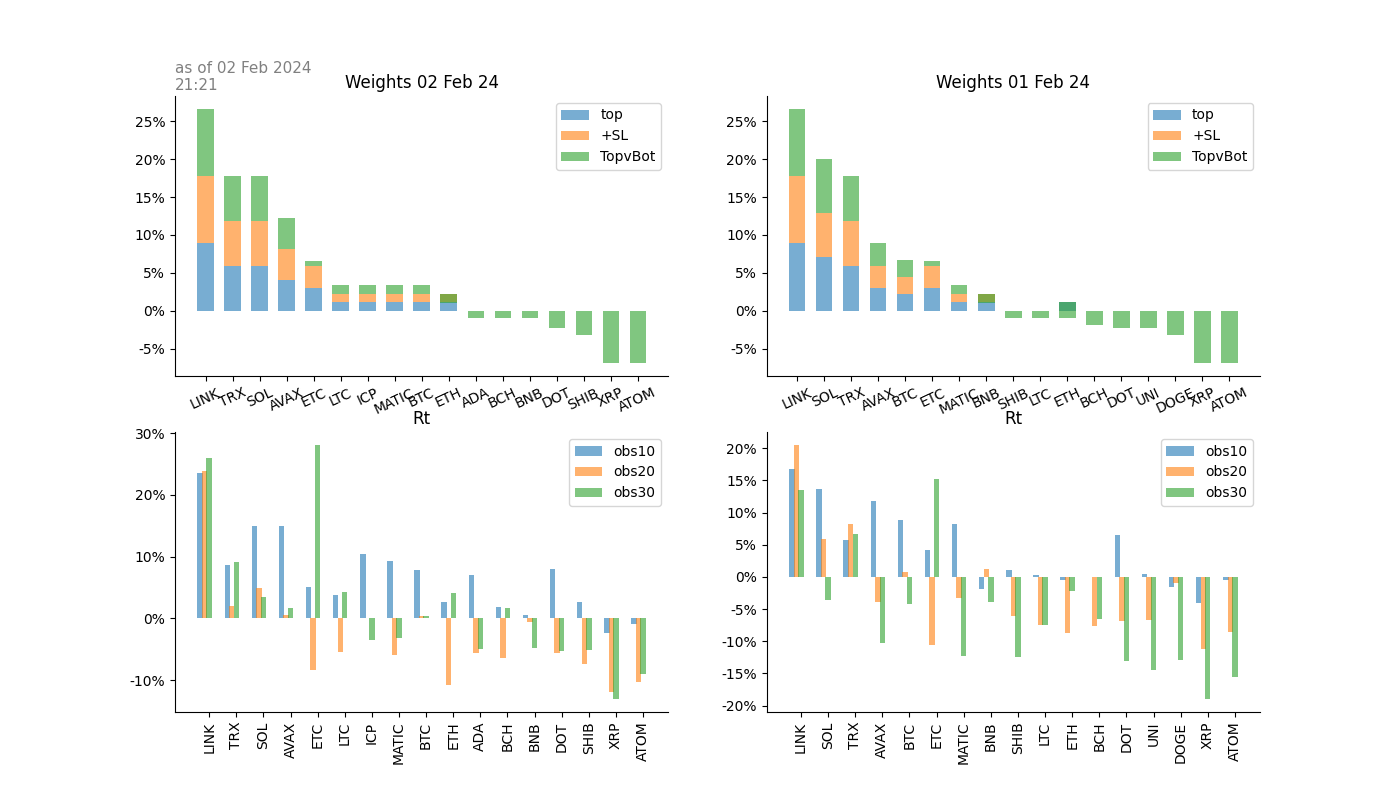 as of 02 Feb 2024
21:21
Weights 02 Feb 24
25%
20%
15%
10%
5%
0%
-5%
top
+SL
TopvBot
LINK TRX SOL AVAX ETC LTC ICP MATIC BTC ETH ADA BCH BNB DOT SHIB XRP ATOM
Weights 01 Feb 24
25%
20%
15%
10%
5%
0%
-5%
top
+SL
TopvBot
LINK SOL TRX AVAX BTC ETC MATIC BNB SHIB LTC ETH BCH DOT UNI DOGE XRP ATOM
Rt
30%
20%
10%
0%
-10%
obs10
obs20
obs30
LINK TRX SOL AVAX ETC LTC ICP MATIC BTC ETH ADA BCH BNB DOT SHIB XRP ATOM
Rt
20%
15%
10%
5%
0%
-5%
-10%
-15%
-20%
obs10
obs20
obs30
LINK SOL TRX AVAX BTC ETC MATIC BNB SHIB LTC ETH BCH DOT UNI DOGE XRP ATOM